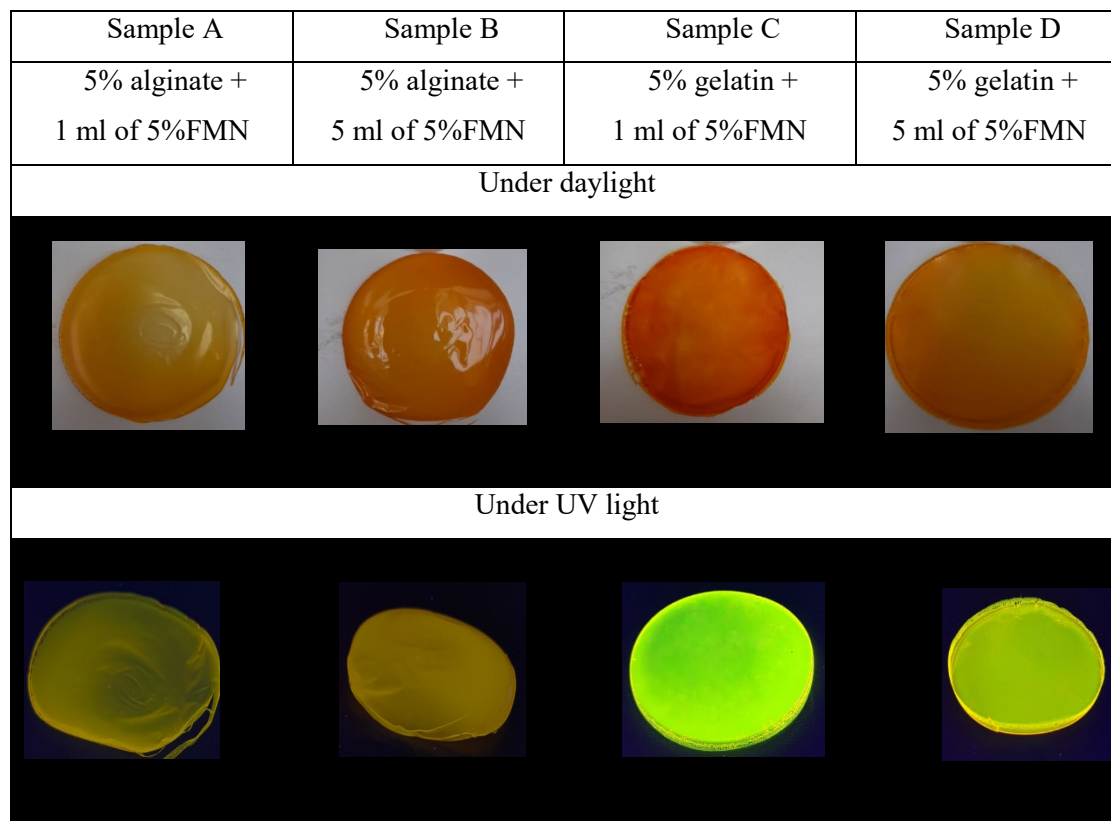 Sample A
Sample B
Sample C
Sample D
5% alginate +
1 ml of 5%FMN
5% alginate +
5 ml of 5%FMN
5% gelatin +
1 ml of 5%FMN
5% gelatin +
5 ml of 5%FMN
Under daylight
Under UV light